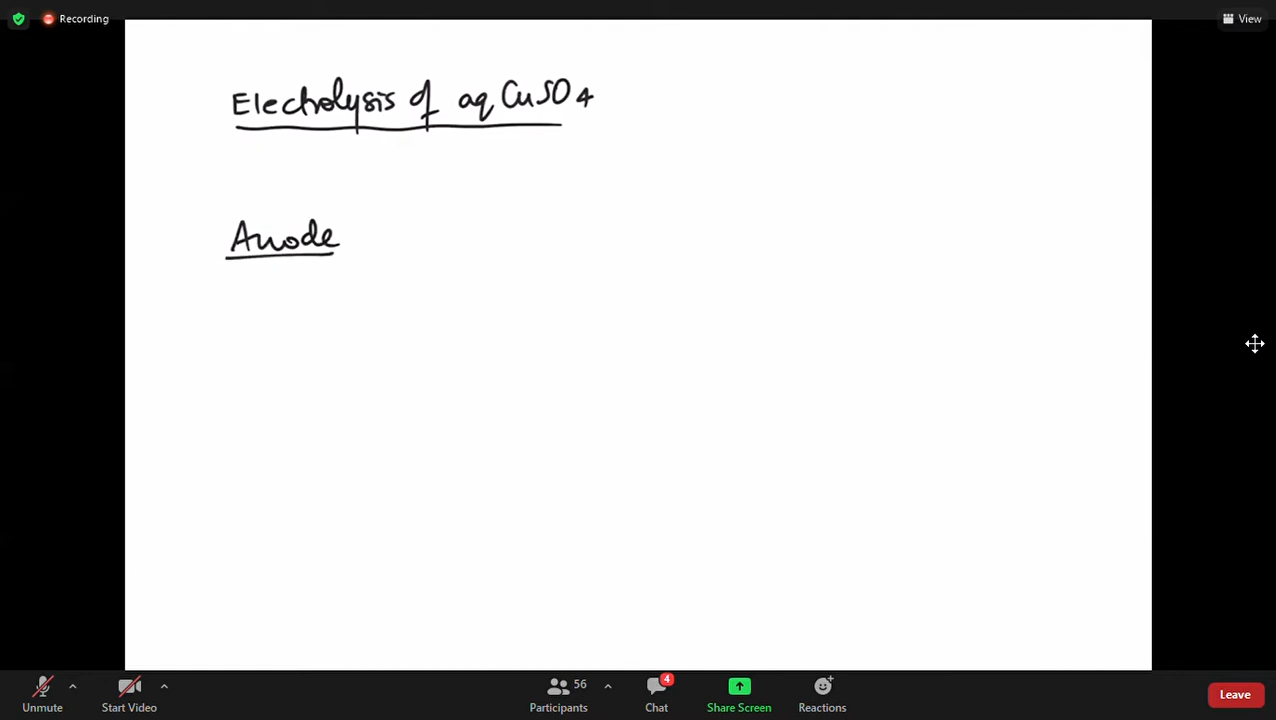 Recording
View
Electrolysis of aq CuSO4
Anode
Unmute
Start Video
56
Participants
4
Chat
Share Screen
Reactions
Leave